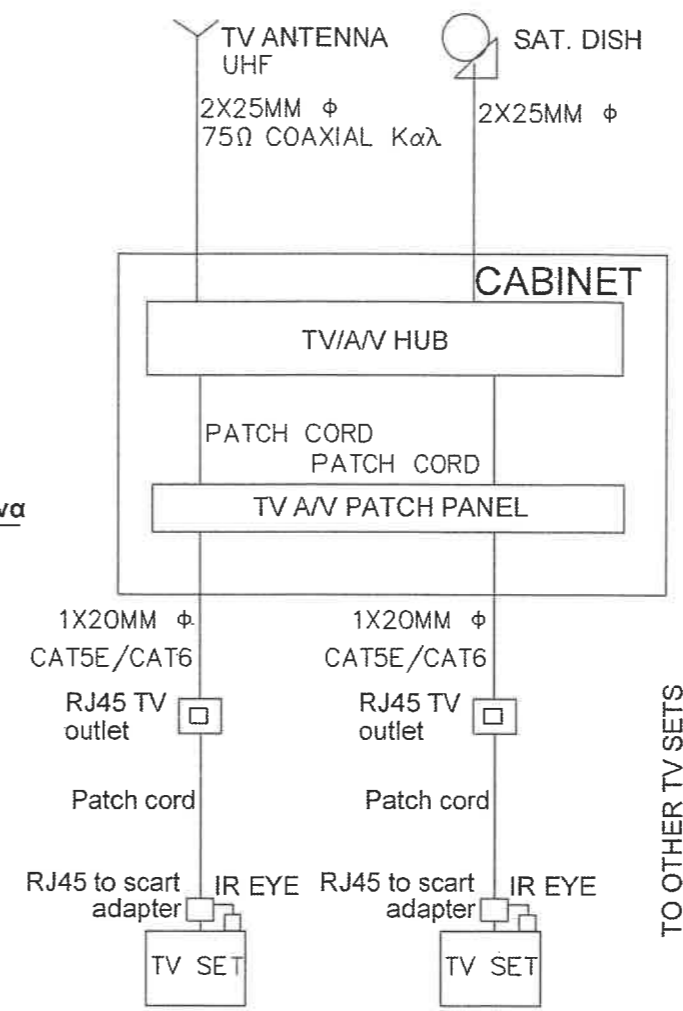 TV ANTENNA
UHF
SAT. DISH
2X25MM Φ
75Ω COAXIAL Καλ
2X25MM Φ
CABINET
TV/A/V HUB
PATCH CORD
PATCH CORD
TV A/V PATCH PANEL
να
1X20MM Φ
CAT5E/CAT6
1X20MM Φ
CAT5E/CAT6
RJ45 TV
outlet
RJ45 TV
outlet
Patch cord
Patch cord
RJ45 to scart
adapter
IR EYE
RJ45 to scart
adapter
IR EYE
TV SET
TV SET
TO OTHER TV SETS